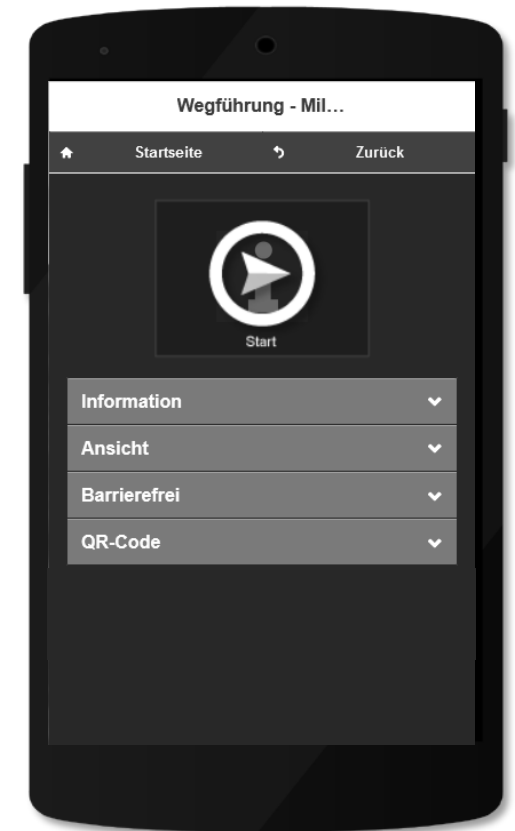 Wegführung - Mil…
Startseite Zurück
Start
Information
Ansicht
Barrierefrei
QR-Code